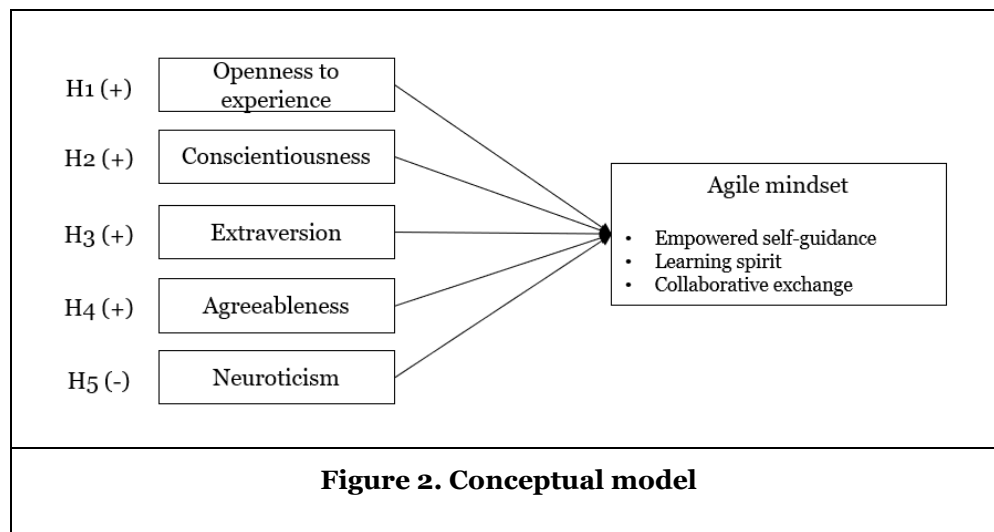 H1 (+)
Openness to
experience
H2 (+)
Conscientiousness
H3 (+)
Extraversion
H4 (+)
Agreeableness
H5 (-)
Neuroticism
Agile mindset
• Empowered self-guidance
• Learning spirit
• Collaborative exchange
Figure 2. Conceptual model